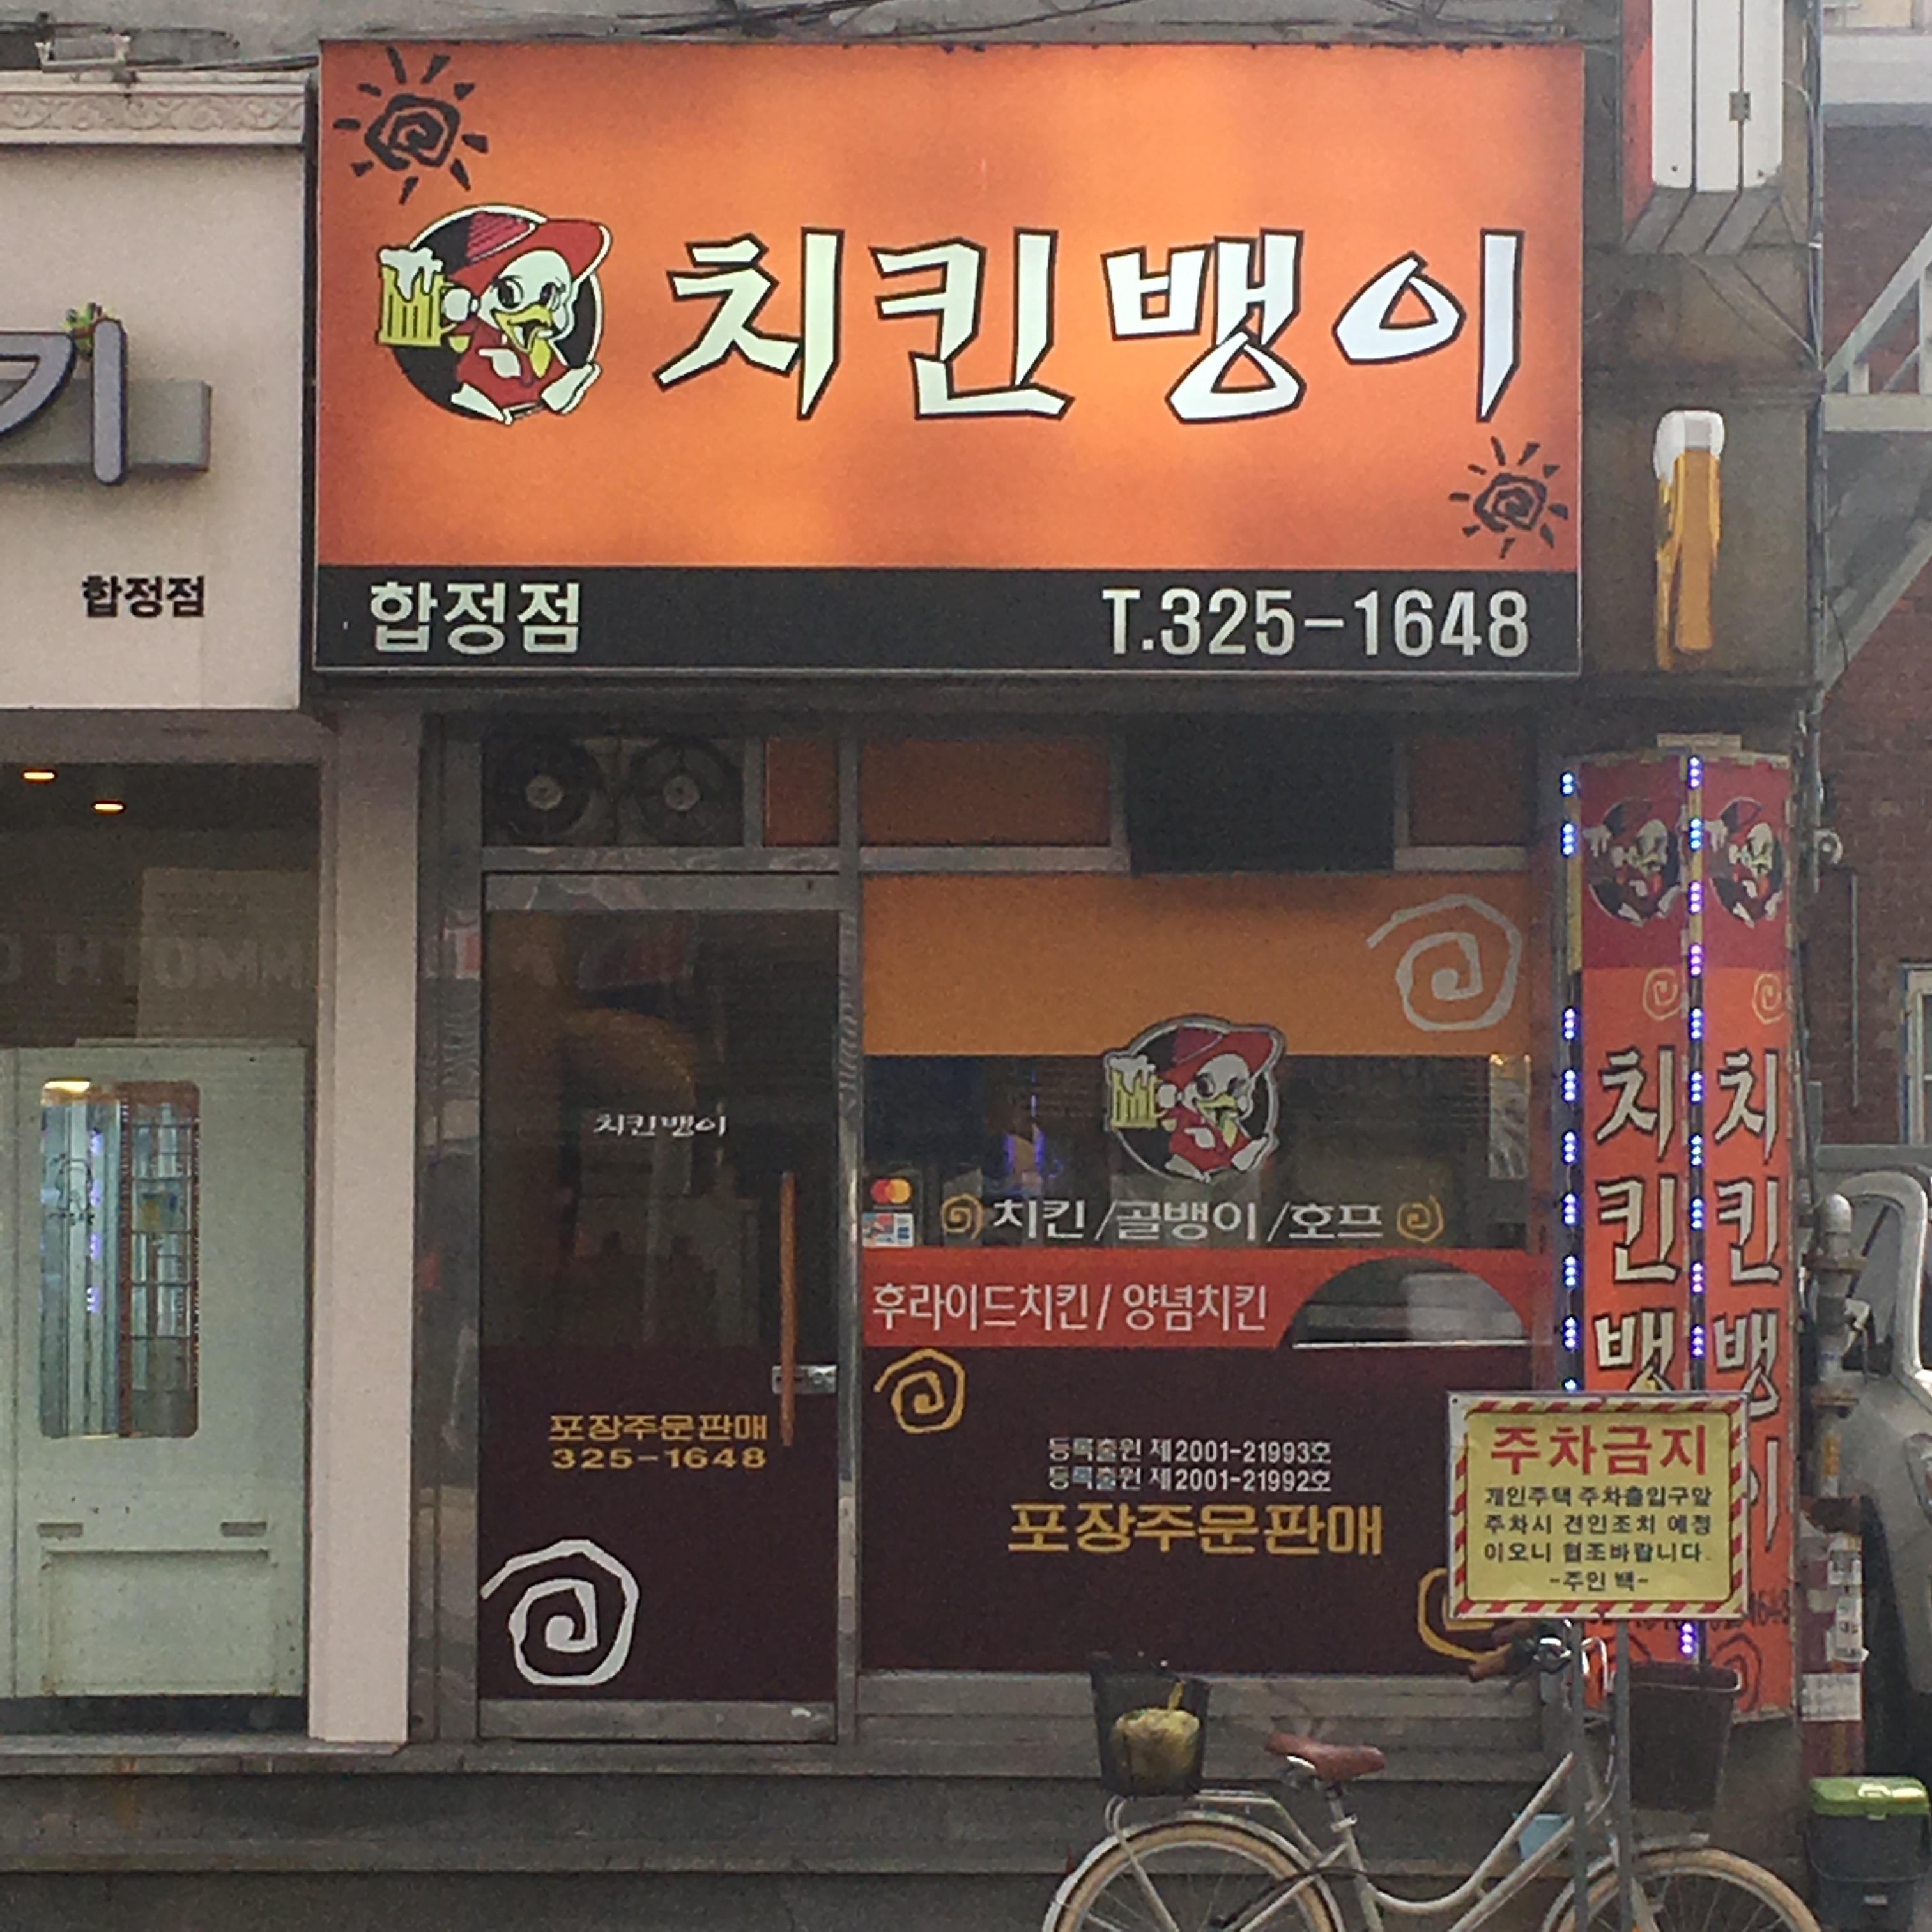 치킨뱅이
합정점
T.325-1648
기
합정점
치킨뱅이
포장주문판매
325-1648
치킨/골뱅이/호프
후라이드치킨/ 양념치킨
등록출원 제2001-21993호
등록출원 제2001-21992호
포장주문판매
치킨뱅이
치킨뱅이
주차금지
개인주택 주차출입구앞
주차시 견인조치 예정
이오니 협조바랍니다.
-주인 백-